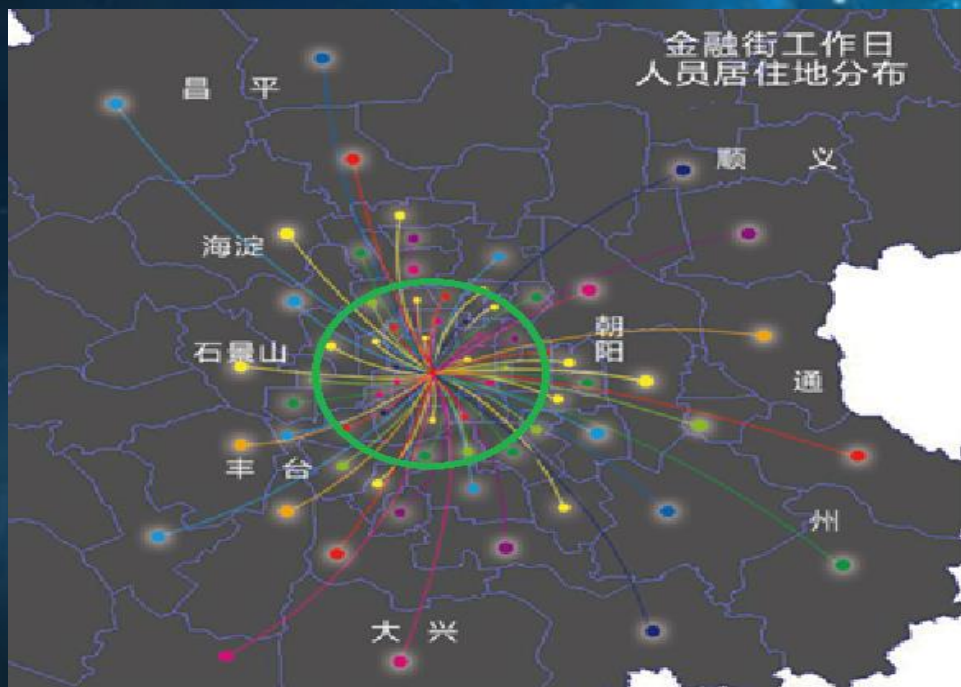 金融街工作日
人员居住地分布
昌 平
顺 义
海淀
朝
阳
石景山
通
丰 台
州
大 兴